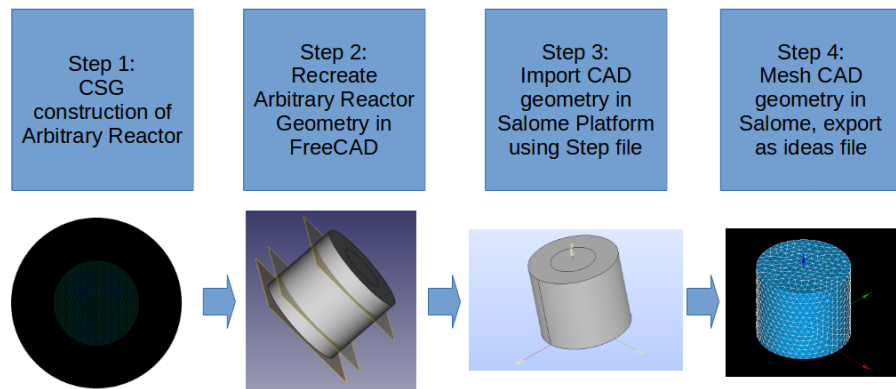 Step 1:
CSG
construction of
Arbitrary Reactor
Step 2:
Recreate
Arbitrary Reactor
Geometry in
FreeCAD
Step 3:
Import CAD
geometry in
Salome Platform
using Step file
Step 4:
Mesh CAD
geometry in
Salome, export
as ideas file